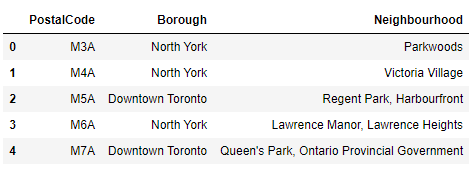 PostalCode Borough Neighbourhood
0 M3A North York Parkwoods
1 M4A North York Victoria Village
2 M5A Downtown Toronto Regent Park, Harbourfront
3 M6A North York Lawrence Manor, Lawrence Heights
4 M7A Downtown Toronto Queen's Park, Ontario Provincial Government